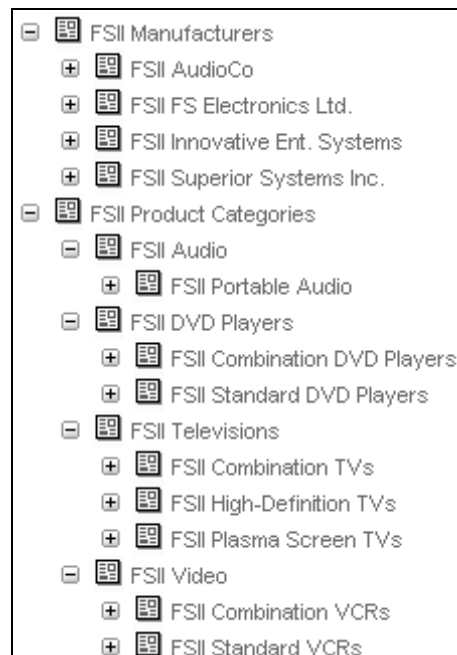 FSII Manufacturers
FSII AudioCo
FSII FS Electronics Ltd.
FSII Innovative Ent. Systems
FSII Superior Systems Inc.
FSII Product Categories
FSII Audio
FSII Portable Audio
FSII DVD Players
FSII Combination DVD Players
FSII Standard DVD Players
FSII Televisions
FSII Combination TVs
FSII High-Definition TVs
FSII Plasma Screen TVs
FSII Video
FSII Combination VCRs
FSII Standard VCRs